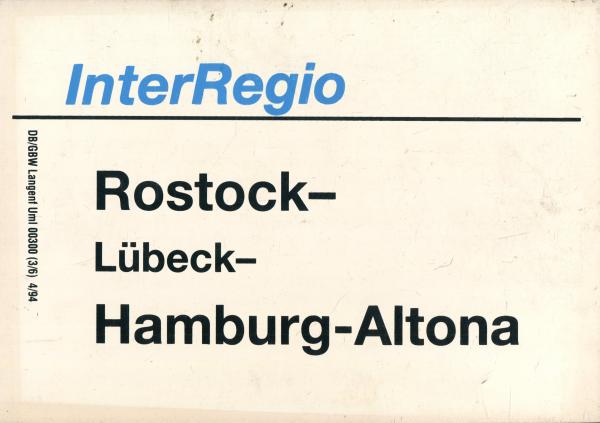 InterRegio
Rostock–
Lübeck–
Hamburg-Altona
DB/GBW Langenf Uml 00300 (3/6) 4/94